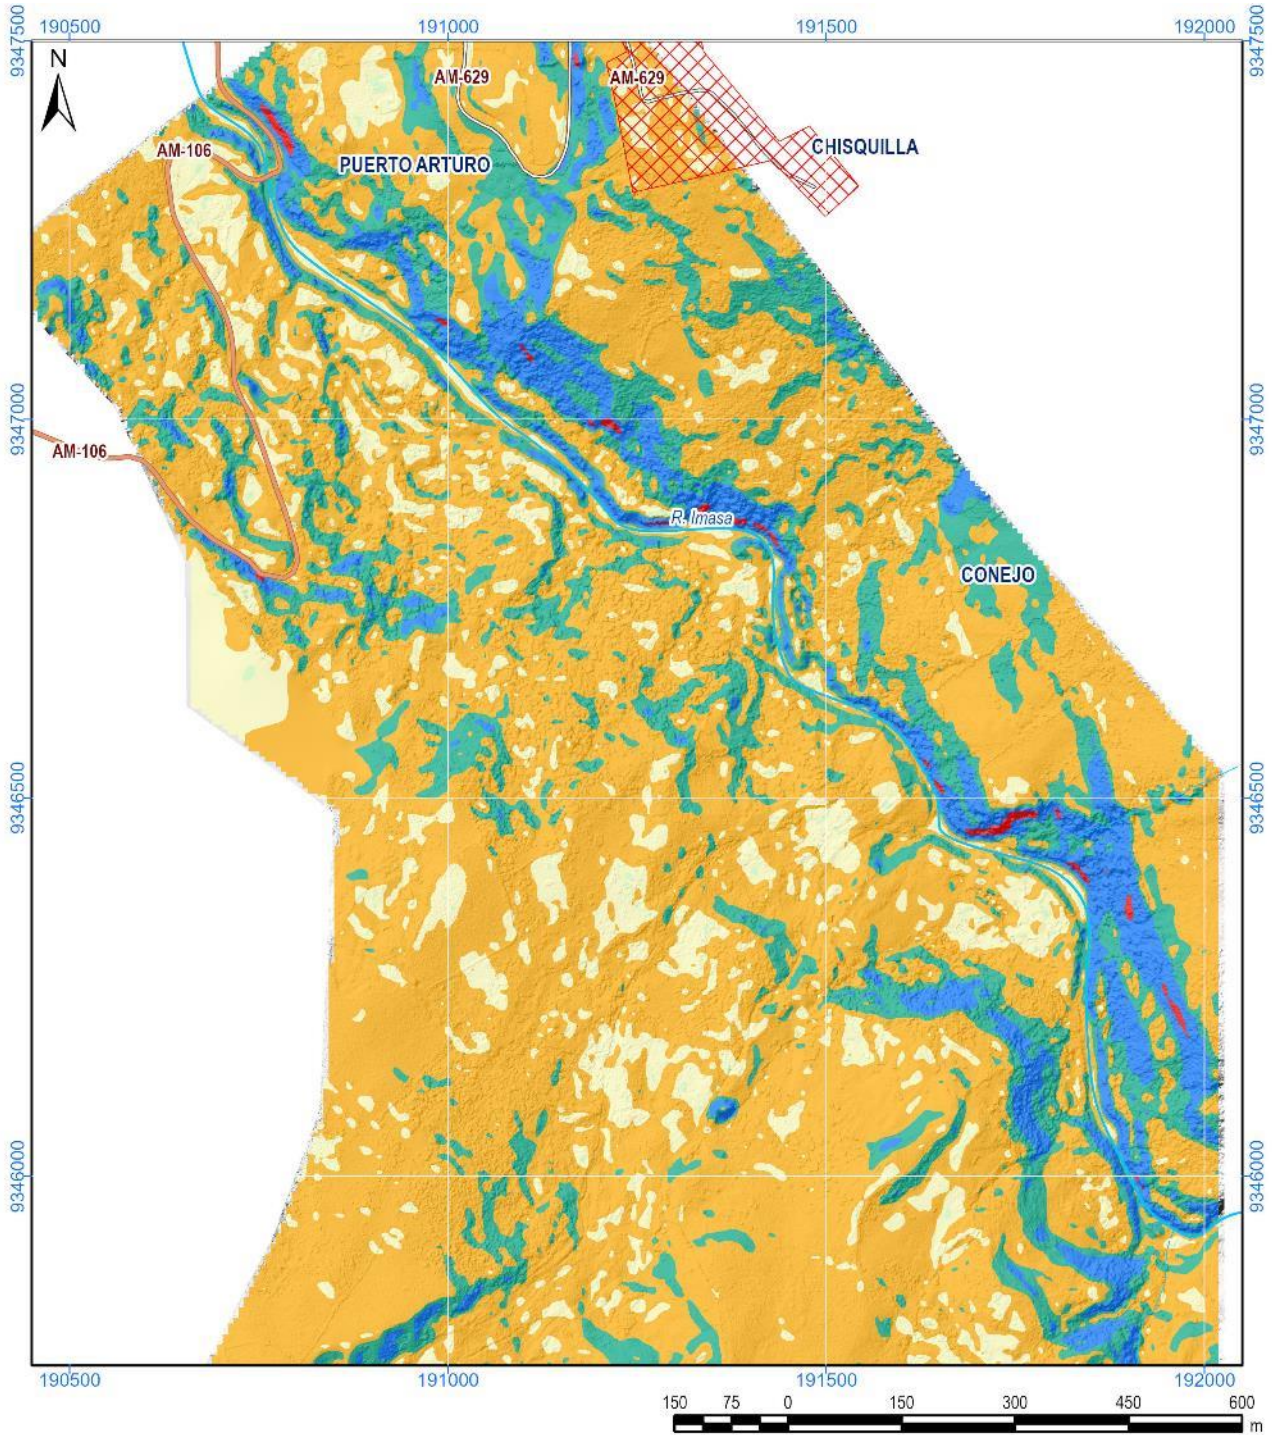 190500 191000 191500 192000
9347500 9347500
N
AM-629 AM-629
AM-106 PUERTO ARTURO CHISQUILLA
9347000 9347000
AM-106
R. Imasa
CONEJO
9346500 9346500
9346000 9346000
190500 191000 191500 192000
150 75 0 150 300 450 600
m